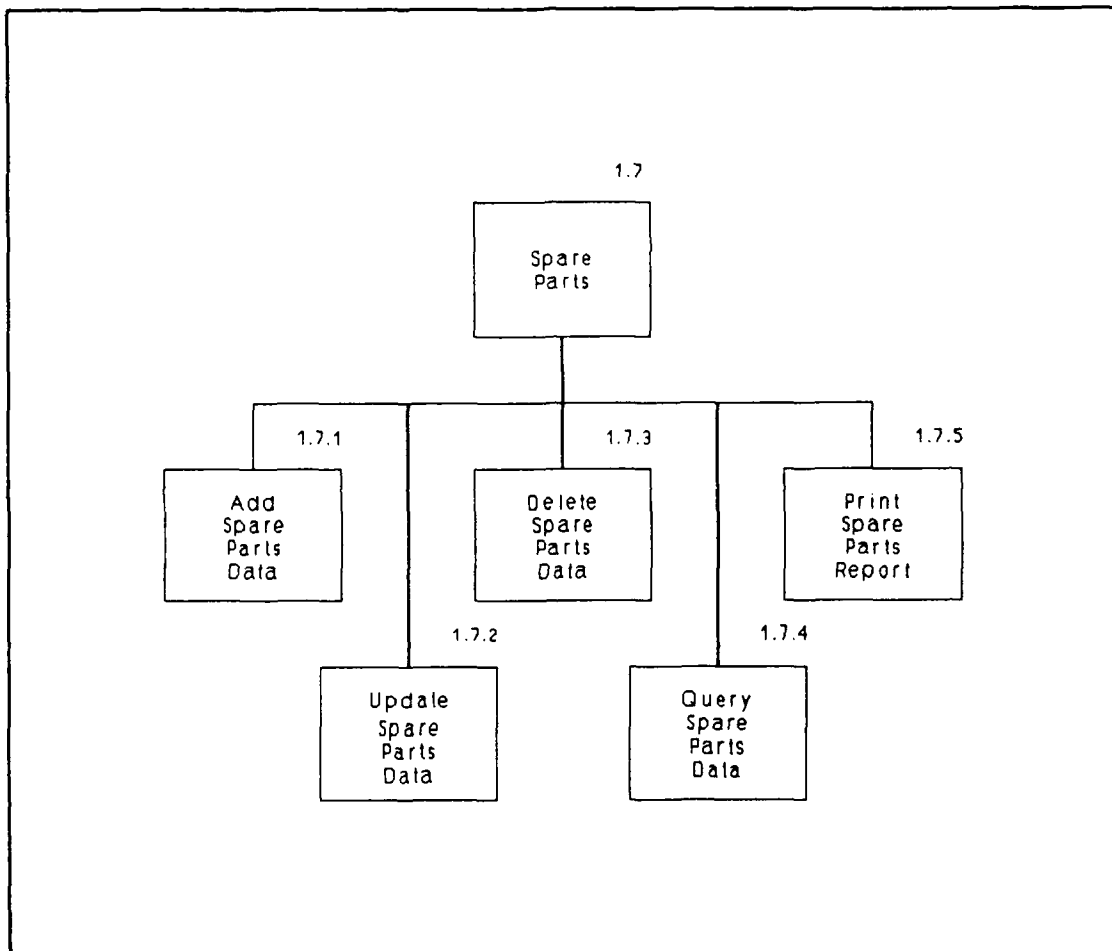 1.7
Spare
Parts
1.7.1
Add
Spare
Parts
Data
1.7.2
Update
Spare
Parts
Data
1.7.3
Delete
Spare
Parts
Data
1.7.4
Query
Spare
Parts
Data
1.7.5
Print
Spare
Parts
Report